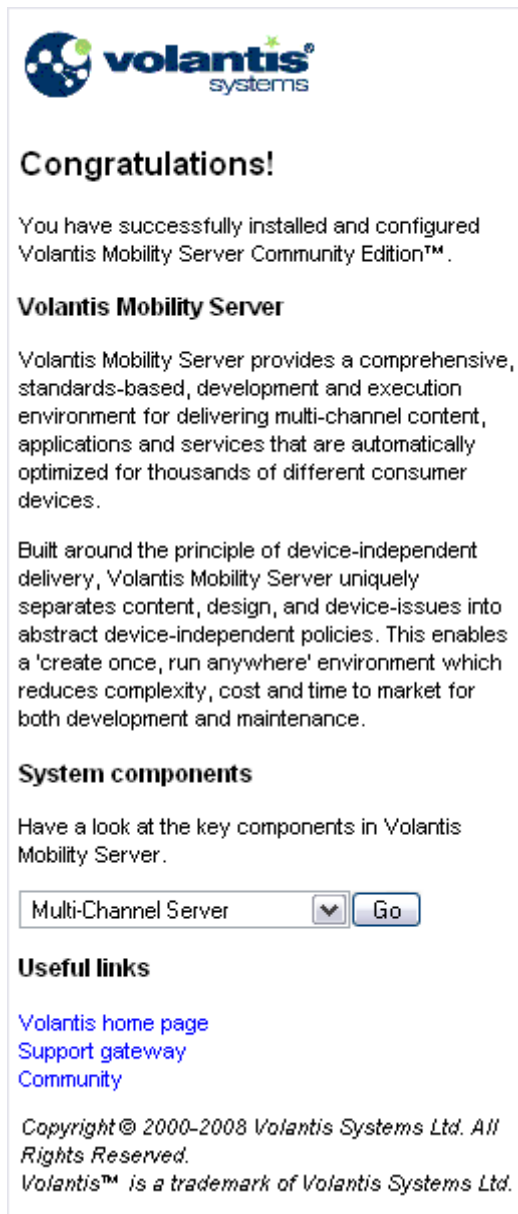 volantis®
systems
Congratulations!
You have successfully installed and configured
Volantis Mobility Server Community Edition™.
Volantis Mobility Server
Volantis Mobility Server provides a comprehensive,
standards-based, development and execution
environment for delivering multi-channel content,
applications and services that are automatically
optimized for thousands of different consumer
devices.
Built around the principle of device-independent
delivery, Volantis Mobility Server uniquely
separates content, design, and device-issues into
abstract device-independent policies. This enables
a 'create once, run anywhere' environment which
reduces complexity, cost and time to market for
both development and maintenance.
System components
Have a look at the key components in Volantis
Mobility Server.
Multi-Channel Server Go
Useful links
Volantis home page
Support gateway
Community
Copyright © 2000-2008 Volantis Systems Ltd. All
Rights Reserved.
Volantis™ is a trademark of Volantis Systems Ltd.